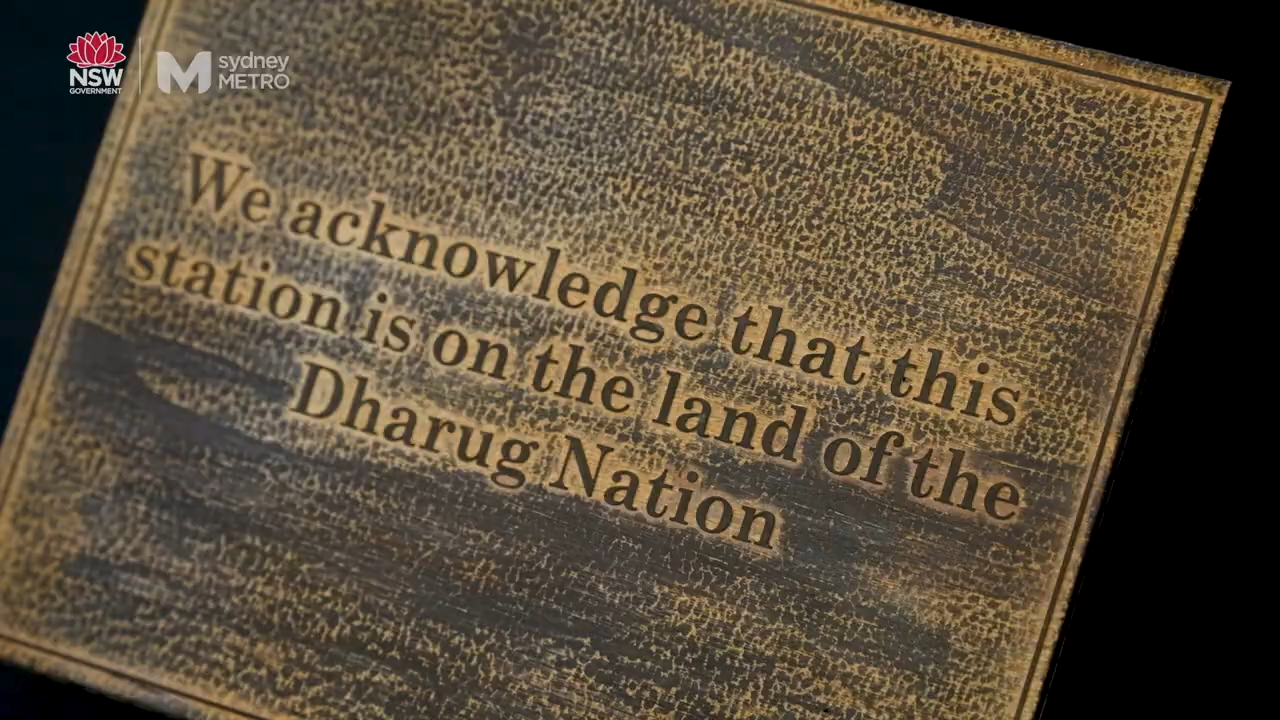 NSW
GOVERNMENT
sydney
METRO
We acknowledge that this
station is on the land of the
Dharug Nation